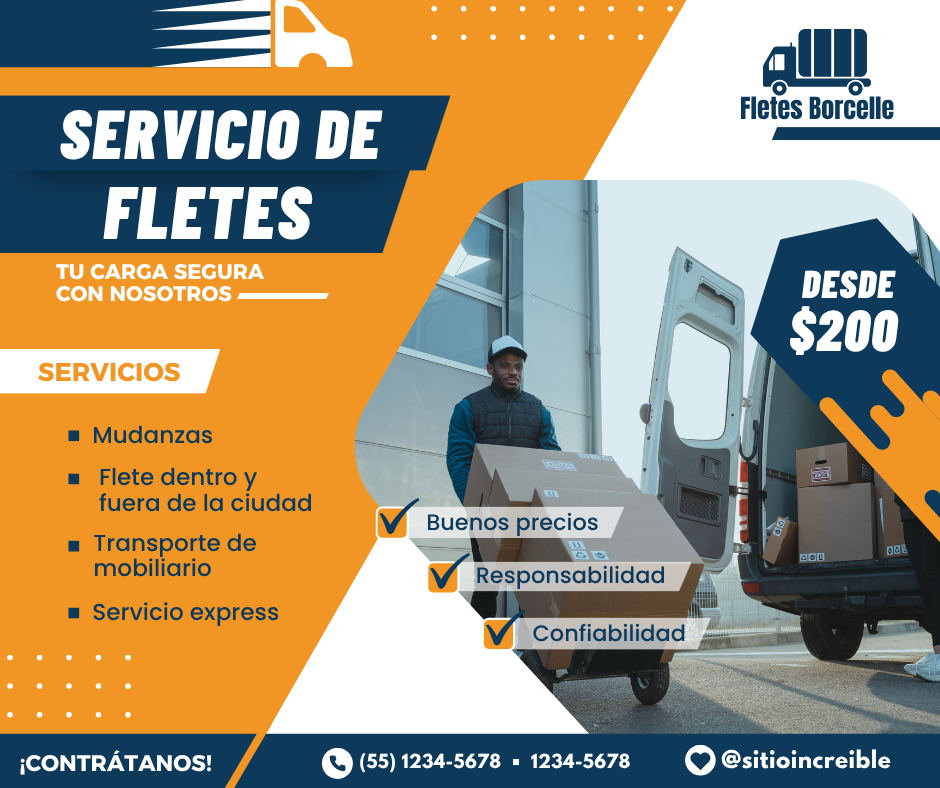 Fletes Borcelle
SERVICIO DE
FLETES
TU CARGA SEGURA
CON NOSOTROS
DESDE
$200
SERVICIOS
Mudanzas
Flete dentro y
fuera de la ciudad
Transporte de
mobiliario
Servicio express
Buenos precios
Responsabilidad
Confiabilidad
¡CONTRÁTANOS!
(55) 1234-5678 ▪ 1234-5678
@sitioincreible